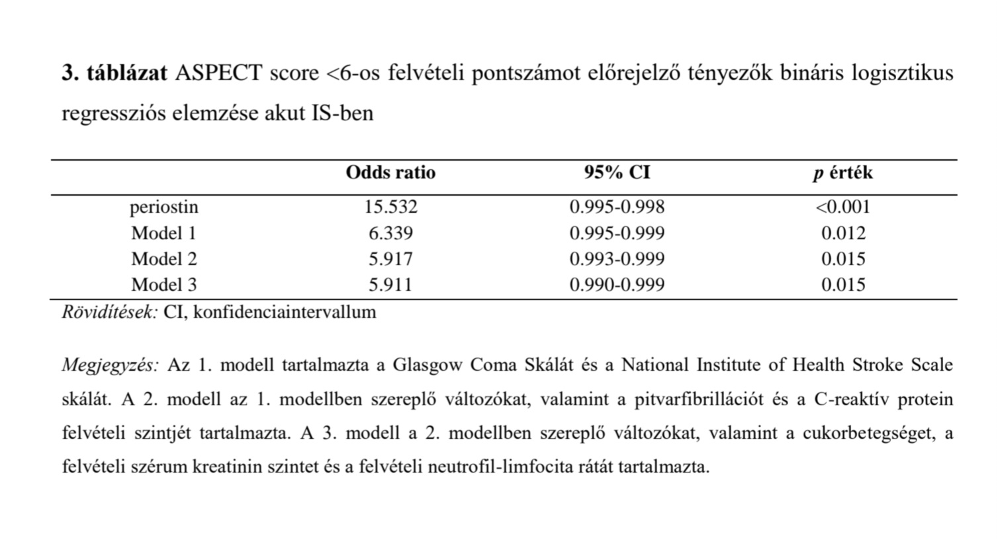 3. táblázat ASPECT score <6-os felvételi pontszámot előrejelző tényezők bináris logisztikus
regressziós elemzése akut IS-ben
Odds ratio 95% CI p érték
periostin 15.532 0.995-0.998 <0.001
Model 1 6.339 0.995-0.999 0.012
Model 2 5.917 0.993-0.999 0.015
Model 3 5.911 0.990-0.999 0.015
Rövidítések: CI, konfidenciaintervallum
Megjegyzés: Az 1. modell tartalmazta a Glasgow Coma Skálát és a National Institute of Health Stroke Scale
skálát. A 2. modell az 1. modellben szereplő változókat, valamint a pitvarfibrillációt és a C-reaktív protein
felvételi szintjét tartalmazta. A 3. modell a 2. modellben szereplő változókat, valamint a cukorbetegséget, a
felvételi szérum kreatinin szintet és a felvételi neutrofil-limfocita rátát tartalmazta.